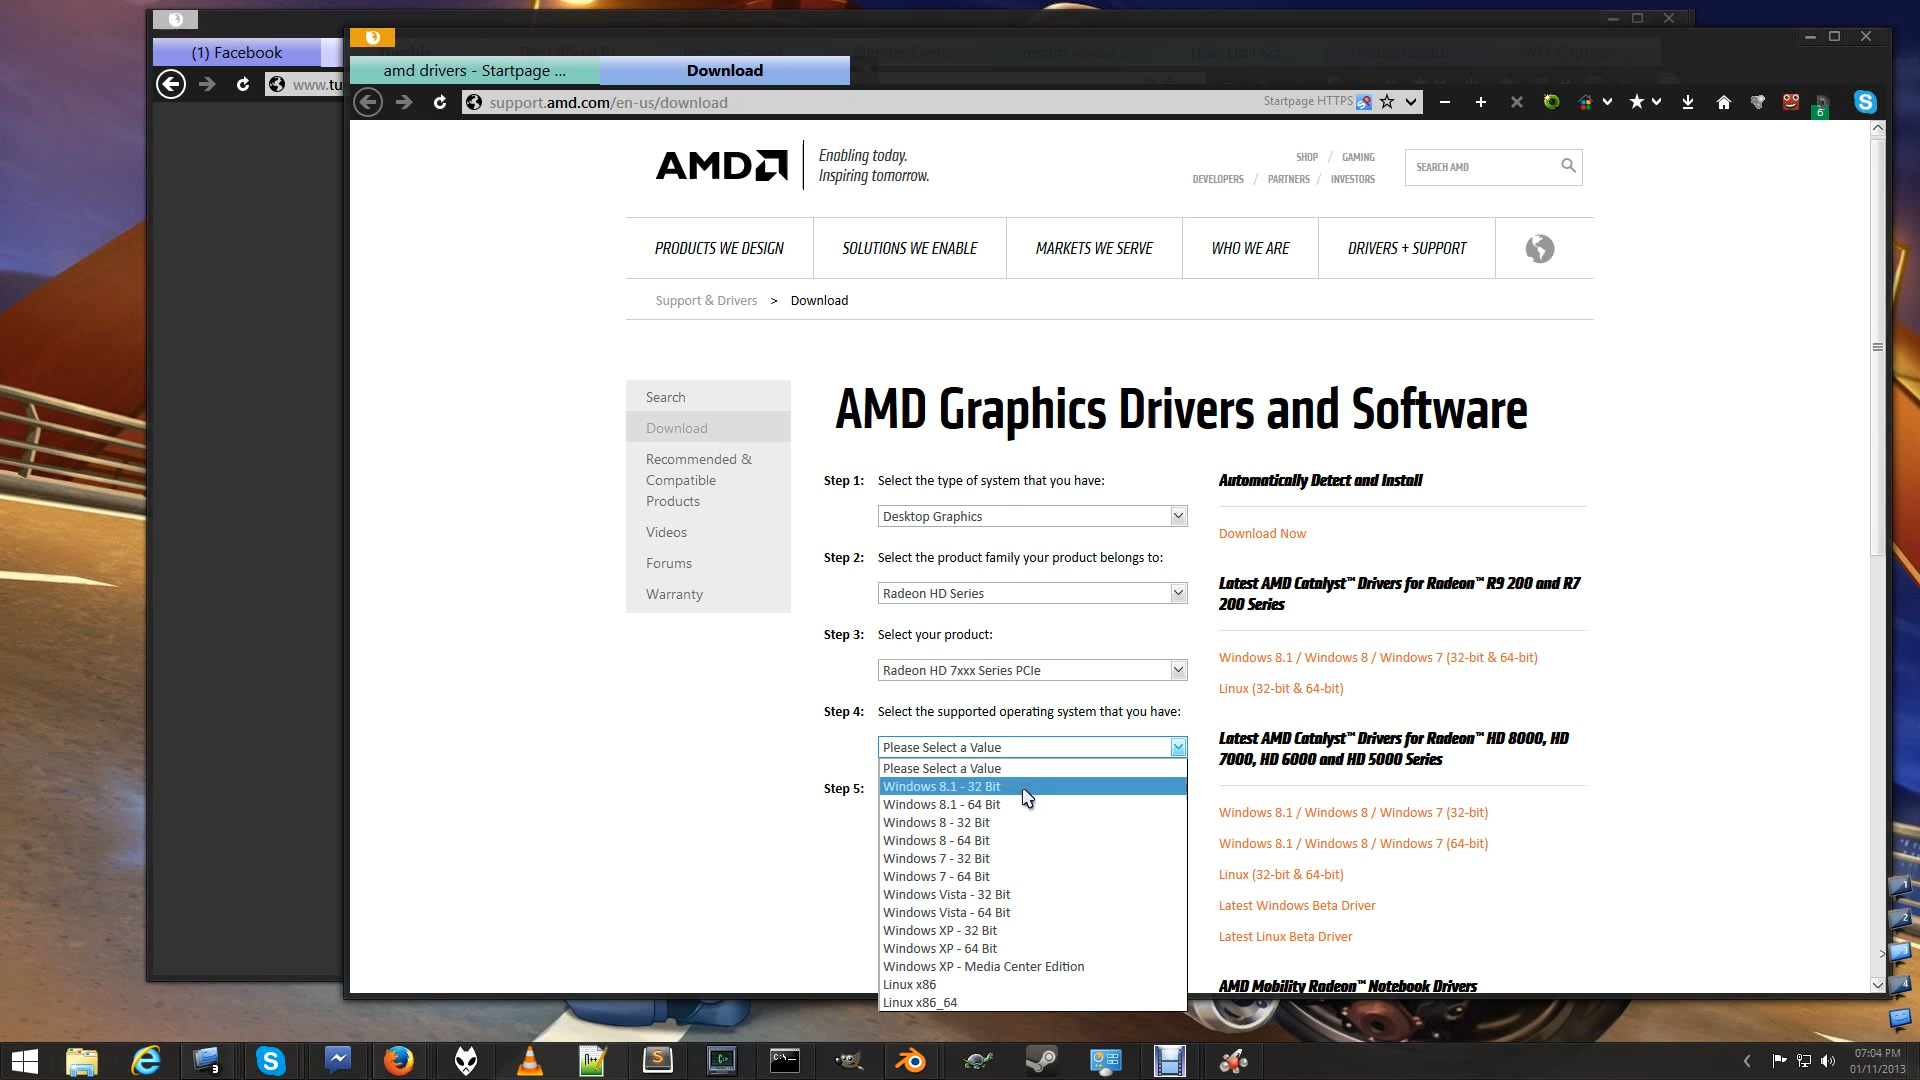 (1) Facebook
www.tu
amd drivers - Startpage ...
Download
support.amd.com/en-us/download
Startpage HTTPS
6
AMD
Enabling today.
Inspiring tomorrow.
SHOP / GAMING
DEVELOPERS / PARTNERS / INVESTORS
SEARCH AMD
PRODUCTS WE DESIGN
SOLUTIONS WE ENABLE
MARKETS WE SERVE
WHO WE ARE
DRIVERS + SUPPORT
Support & Drivers > Download
Search
Download
Recommended &
Compatible
Products
Videos
Forums
Warranty
AMD Graphics Drivers and Software
Step 1: Select the type of system that you have:
Desktop Graphics
Step 2: Select the product family your product belongs to:
Radeon HD Series
Step 3: Select your product:
Radeon HD 7xxx Series PCIe
Step 4: Select the supported operating system that you have:
Please Select a Value
Please Select a Value
Step 5:
Windows 8.1 - 32 Bit
Windows 8.1 - 64 Bit
Windows 8 - 32 Bit
Windows 8 - 64 Bit
Windows 7 - 32 Bit
Windows 7 - 64 Bit
Windows Vista - 32 Bit
Windows Vista - 64 Bit
Windows XP - 32 Bit
Windows XP - 64 Bit
Windows XP - Media Center Edition
Linux x86
Linux x86_64
Automatically Detect and Install
Download Now
Latest AMD Catalyst™ Drivers for Radeon™ R9 200 and R7
200 Series
Windows 8.1 / Windows 8 / Windows 7 (32-bit & 64-bit)
Linux (32-bit & 64-bit)
Latest AMD Catalyst™ Drivers for Radeon™ HD 8000, HD
7000, HD 6000 and HD 5000 Series
Windows 8.1 / Windows 8 / Windows 7 (32-bit)
Windows 8.1 / Windows 8 / Windows 7 (64-bit)
Linux (32-bit & 64-bit)
Latest Windows Beta Driver
Latest Linux Beta Driver
AMD Mobility Radeon™ Notebook Drivers
1
2
3
4
3
07:04 PM
01/11/2013